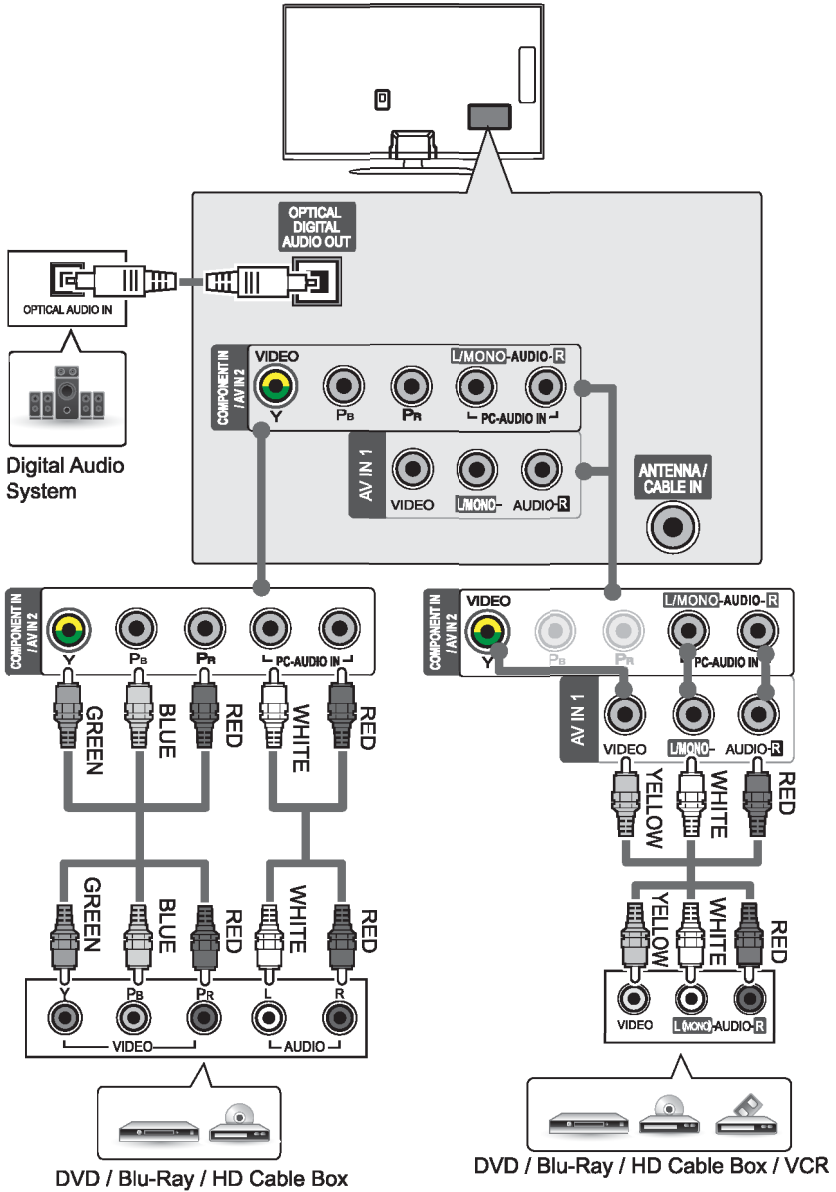 OPTICAL
DIGITAL
AUDIO OUT
OPTICAL AUDIO IN
Digital Audio
System
COMPONENT IN
/ AV IN 2
VIDEO
L/MONO-AUDIO-R
Y
PB
PR
PC-AUDIO IN
AV IN 1
VIDEO
L/MONO-
AUDIO-R
ANTENNA /
CABLE IN
COMPONENT IN
/ AV IN 2
Y
PB
PR
PC-AUDIO IN
GREEN
BLUE
RED
WHITE
RED
GREEN
BLUE
RED
WHITE
RED
Y
PB
PR
L
R
VIDEO
AUDIO
DVD / Blu-Ray / HD Cable Box
COMPONENT IN
/ AV IN 2
VIDEO
L/MONO-AUDIO-R
Y
PB
PR
PC-AUDIO IN
AV IN 1
VIDEO
L/MONO-
AUDIO-R
YELLOW
WHITE
RED
YELLOW
WHITE
RED
VIDEO
L(MONO)-AUDIO-R
DVD / Blu-Ray / HD Cable Box / VCR